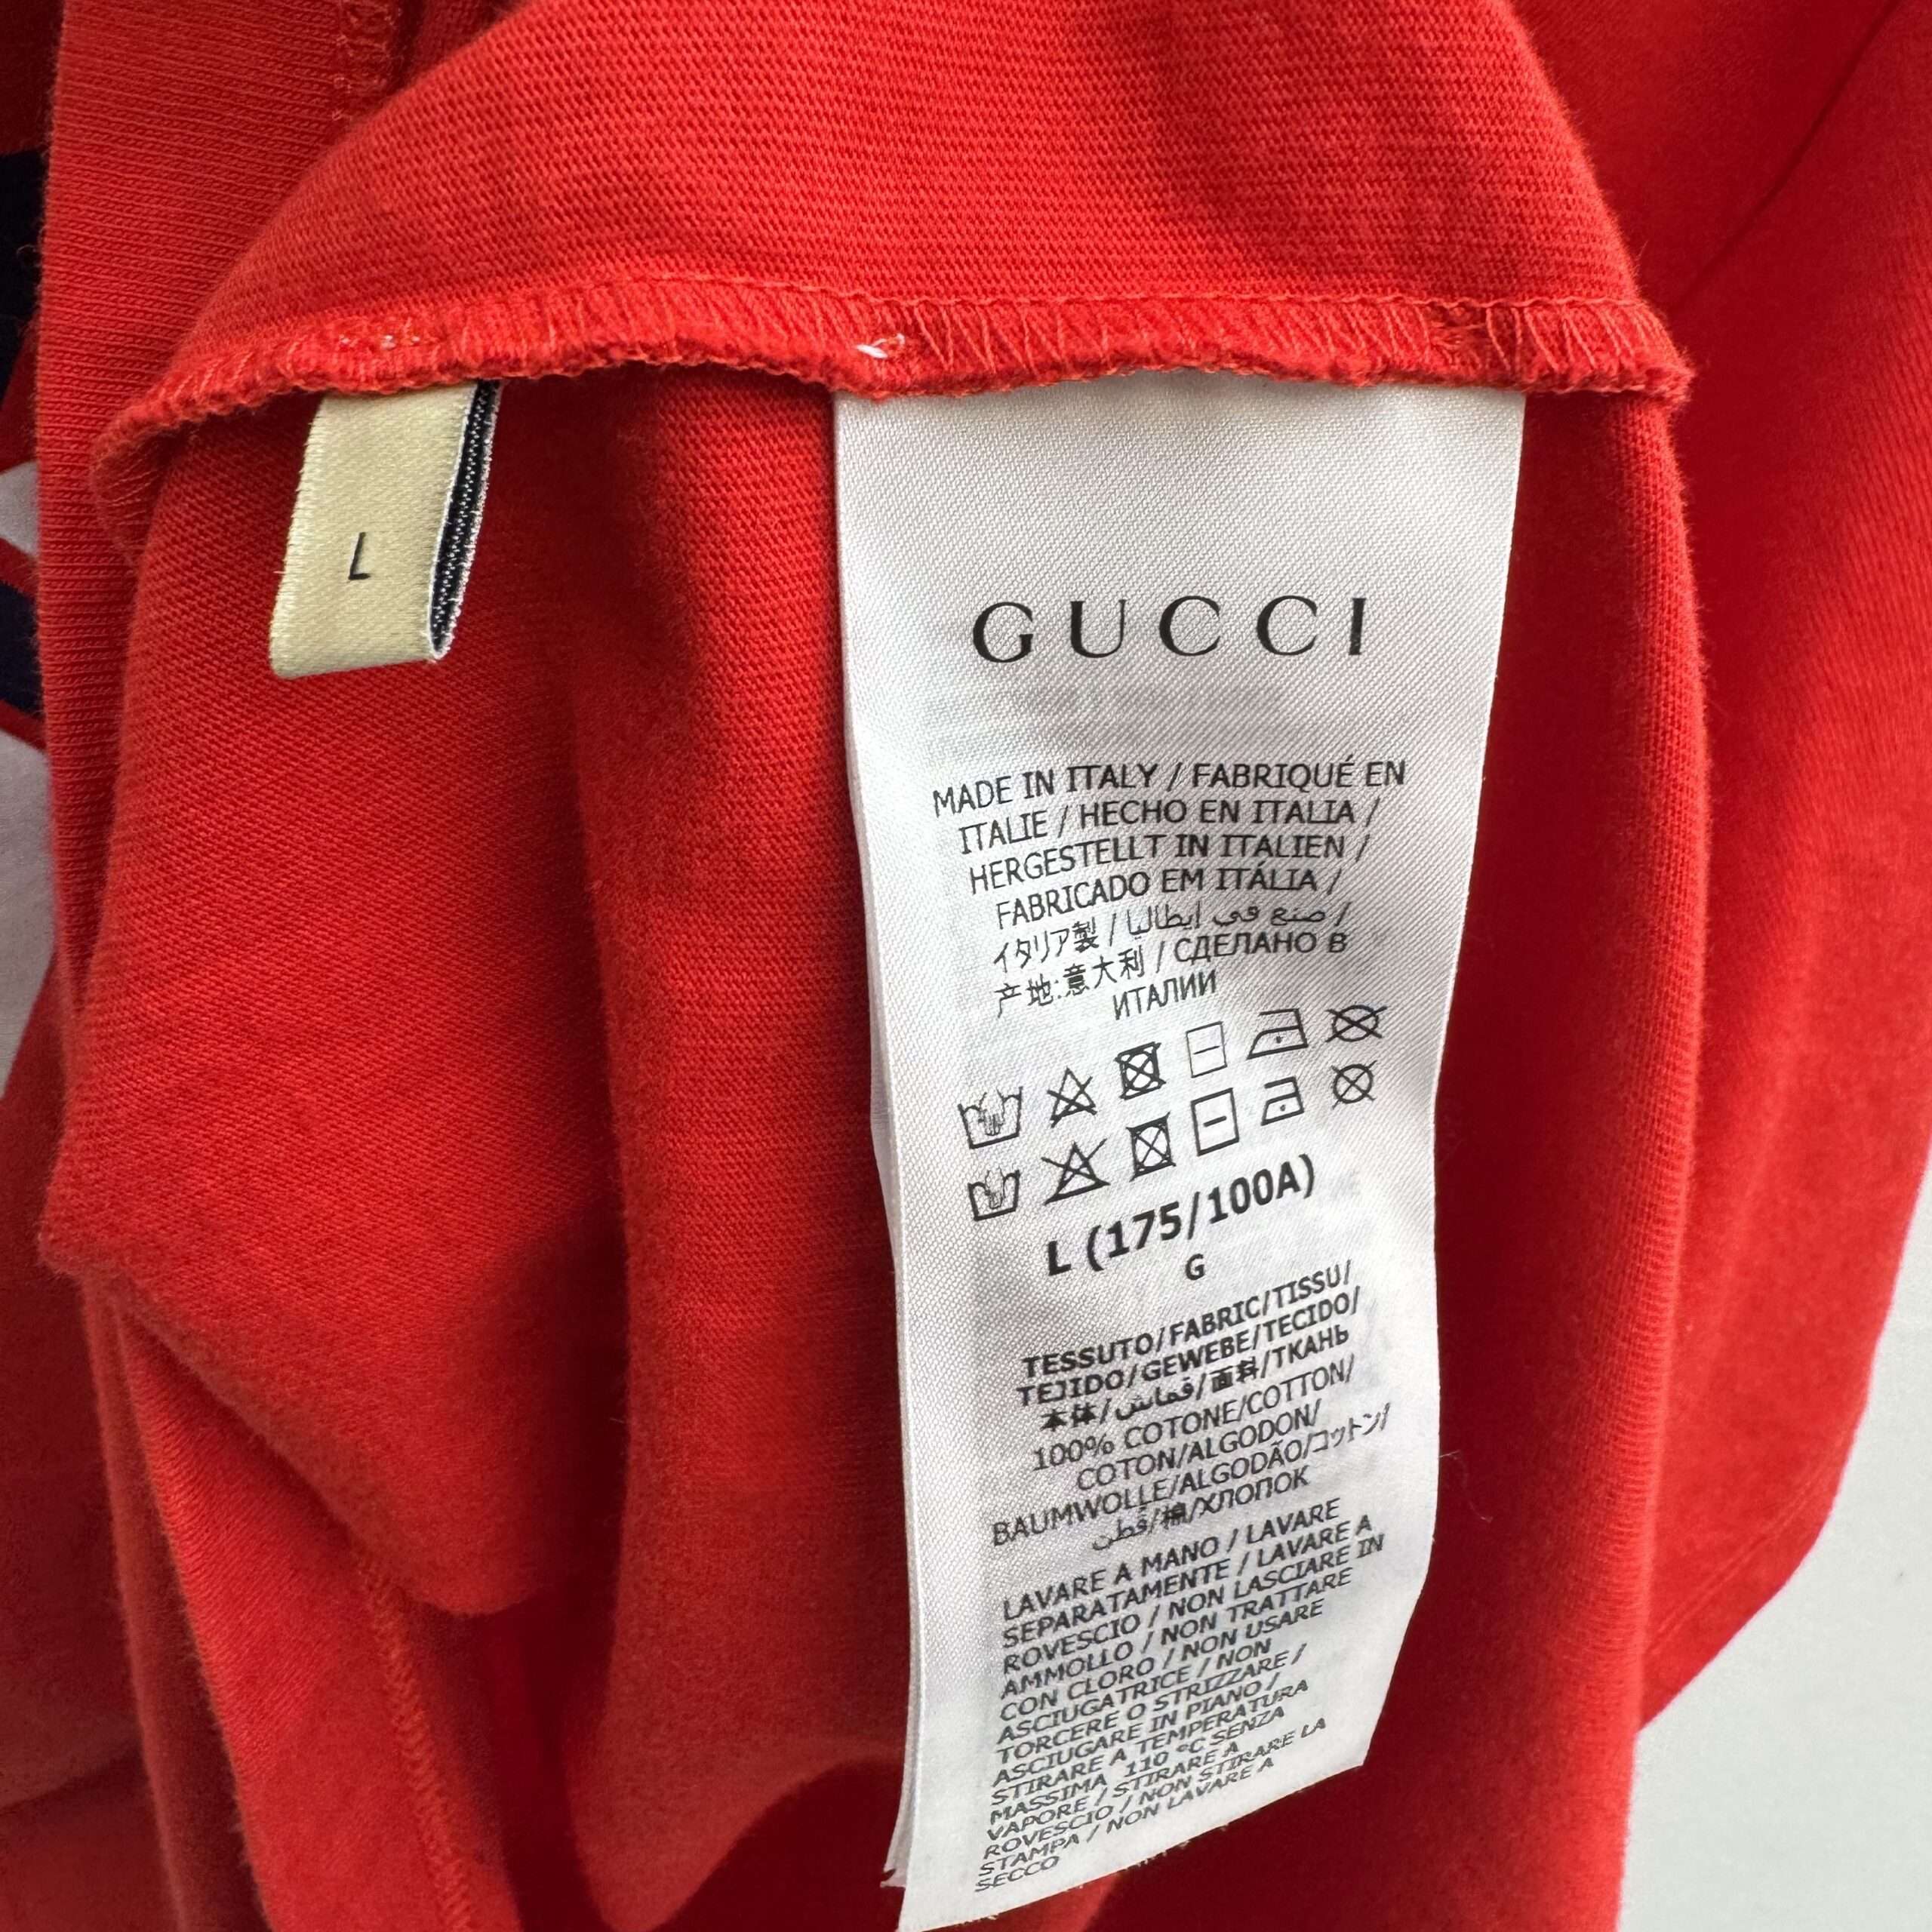 L
GUCCI
MADE IN ITALY / FABRIQUÉ EN
ITALIE / HECHO EN ITALIA /
HERGESTELLT IN ITALIEN /
FABRICADO EM ITÁLIA /
صنع في إيطاليا /
イタリア製 /
产地:意大利 / СДЕЛАНО В
ИТАЛИИ
L (175/100A)
G
TESSUTO/FABRIC/TISSU/
TEJIDO/GEWEBE/TECIDO/
本体/قماش/面料/ТКАНЬ
100% COTONE/COTTON/
COTON/ALGODON/
BAUMWOLLE/ALGODÃO/コットン/
قطن/棉/ХЛОПОК
LAVARE A MANO / LAVARE
SEPARATAMENTE / LAVARE A
ROVESCIO / NON LASCIARE IN
AMMOLLO / NON TRATTARE
CON CLORO / NON USARE
ASCIUGATRICE / NON
TORCERE O STRIZZARE /
ASCIUGARE IN PIANO /
STIRARE A TEMPERATURA
MASSIMA 110 °C SENZA
VAPORE / STIRARE A
ROVESCIO / NON STIRARE LA
STAMPA / NON LAVARE A
SECCO